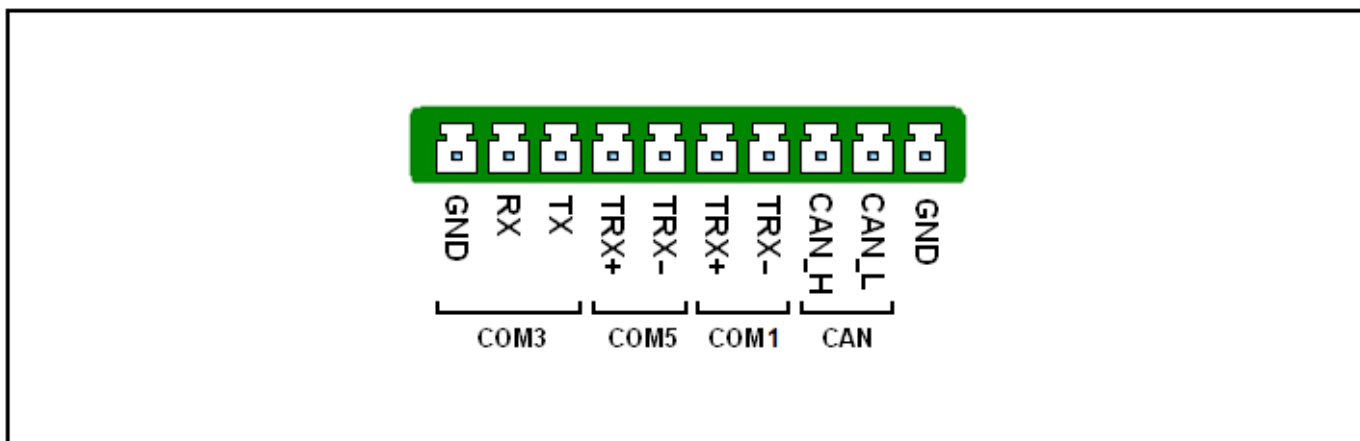 GND RX TX TRX+ TRX- TRX+ TRX- CAN_H CAN_L GND
COM3 COM5 COM1 CAN